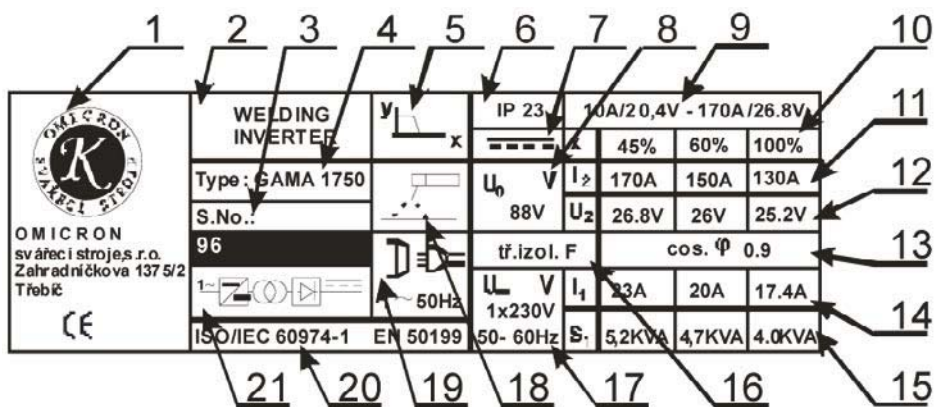 1 2 3 4 5 6 7 8 9 10
11
12
13
14
15
21 20 19 18 17 16
OMICRON
K
OMICRON
svářecí stroje,s.r.o.
Zahradníčkova 1375/2
Třebíč
CE
WELDING
INVERTER
Type: GAMA 1750
S.No.:
96
1~
ISO/IEC 60974-1 EN 50199
y
x
~ 50Hz
IP 23 10A/20,4V - 170A/26.8V
x 45% 60% 100%
U0 V
88V
I2 170A 150A 130A
U2 26.8V 26V 25.2V
tř.izol. F cos. φ 0.9
U V
1x230V
50- 60Hz
I1 23A 20A 17.4A
S1 5,2KVA 4,7KVA 4.0KVA